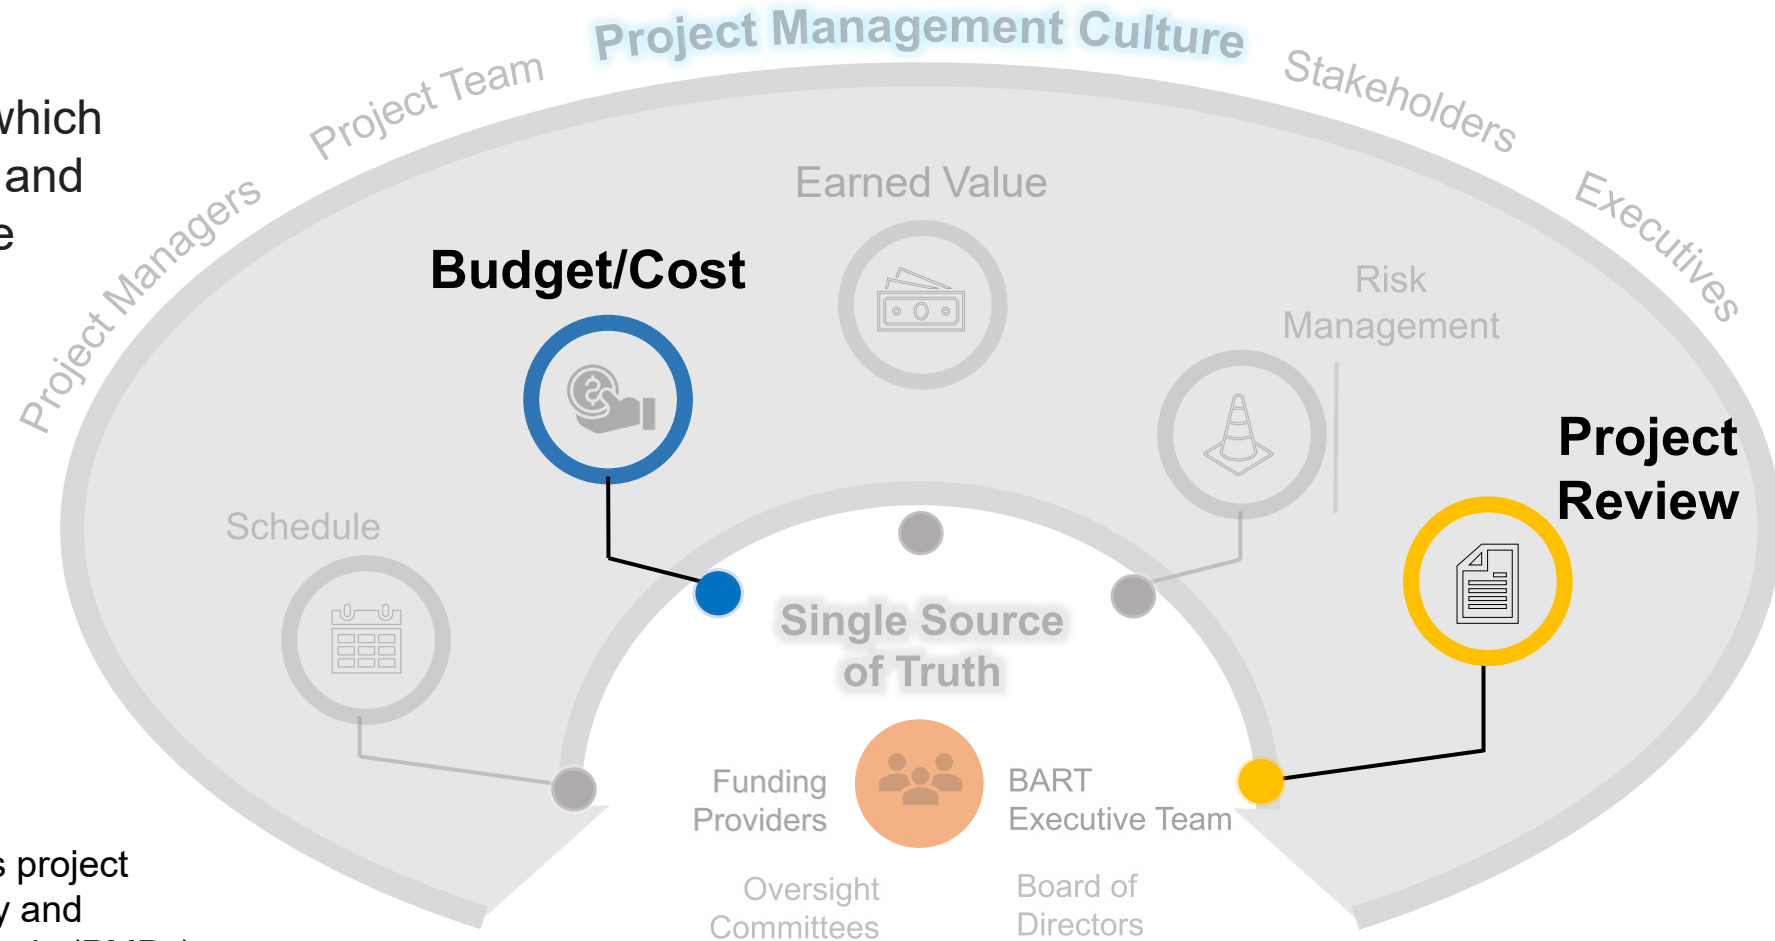 Project Management Culture
Project Team
Stakeholders
which
and
Project Managers
Executives
Earned Value
Budget/Cost
Risk
Management
Project
Review
Schedule
Single Source
of Truth
Funding
Providers
BART
Executive Team
project
and
Oversight
Committees
Board of
Directors